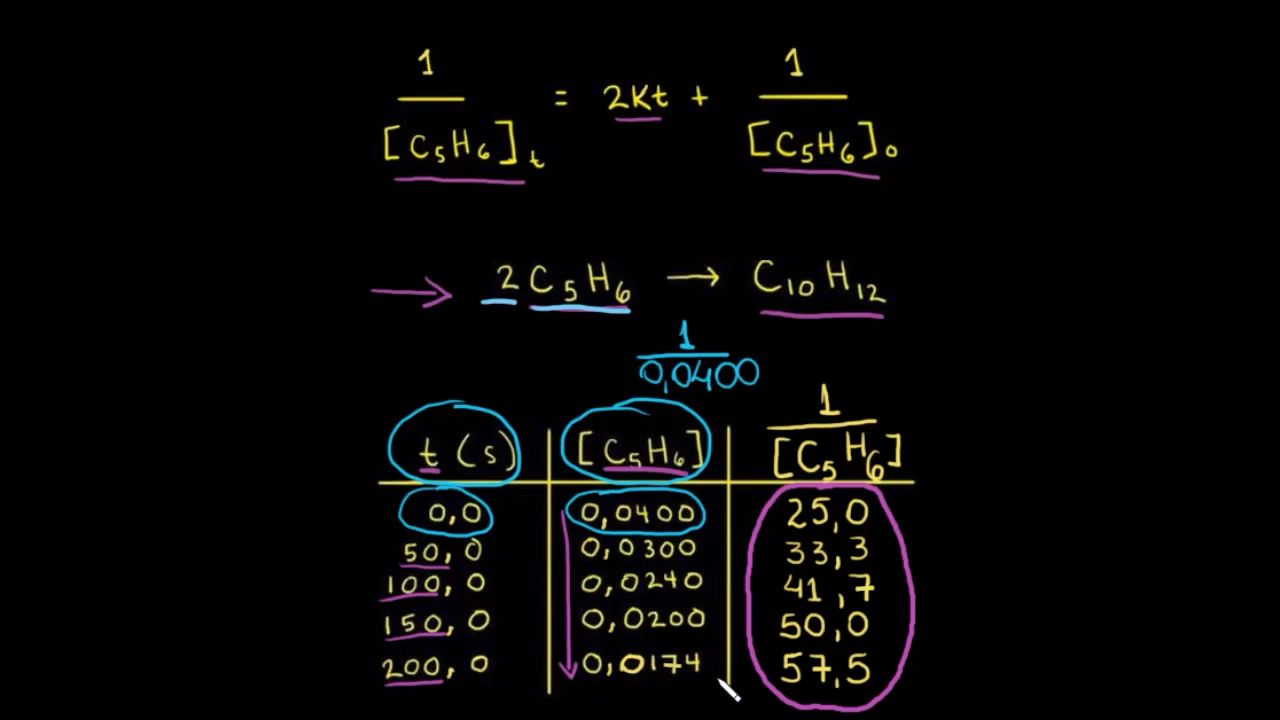 1/[C₅H₆]ₜ = 2Kt + 1/[C₅H₆]₀
2C₅H₆ → C₁₀H₁₂
1/0,0400
t (s) [C₅H₆] 1/[C₅H₆]
0,0 0,0400 25,0
50,0 0,0300 33,3
100,0 0,0240 41,7
150,0 0,0200 50,0
200,0 0,0174 57,5